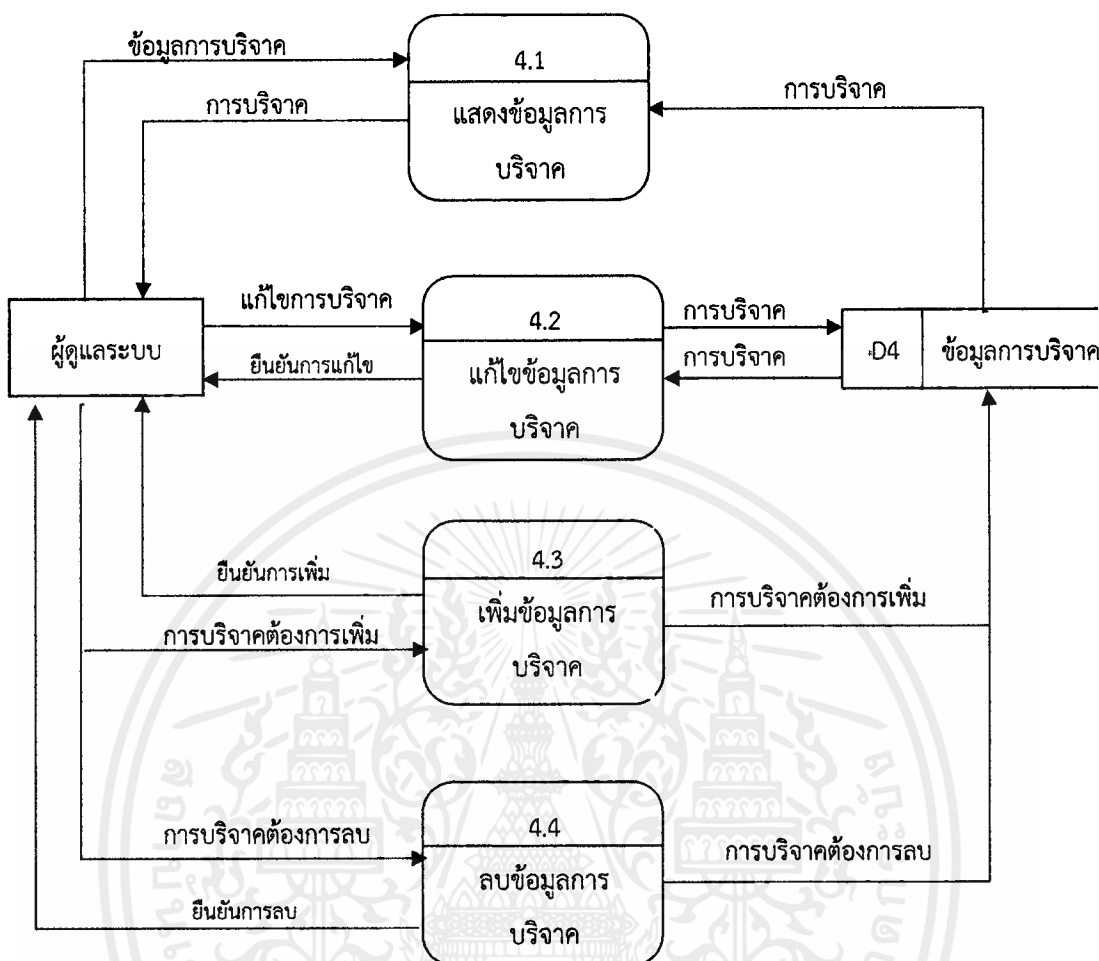 ข้อมูลการบริจาค
4.1
การบริจาค
แสดงข้อมูลการ
บริจาค
การบริจาค
ผู้ดูแลระบบ
แก้ไขการบริจาค
ยืนยันการแก้ไข
4.2
แก้ไขข้อมูลการ
บริจาค
การบริจาค
การบริจาค
D4
ข้อมูลการบริจาค
ยืนยันการเพิ่ม
การบริจาคต้องการเพิ่ม
4.3
เพิ่มข้อมูลการ
บริจาค
การบริจาคต้องการเพิ่ม
การบริจาคต้องการลบ
ยืนยันการลบ
4.4
ลบข้อมูลการ
บริจาค
การบริจาคต้องการลบ